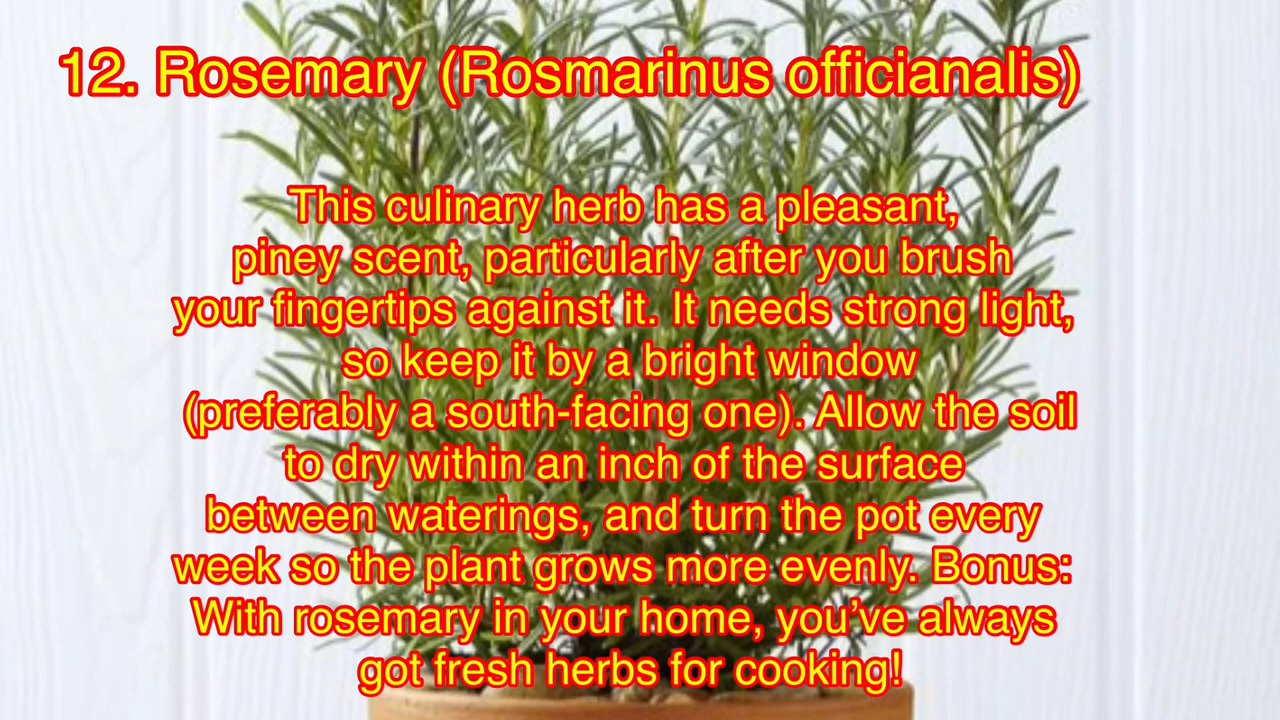 12. Rosemary (Rosmarinus officianalis)
This culinary herb has a pleasant,
piney scent, particularly after you brush
your fingertips against it. It needs strong light,
so keep it by a bright window
(preferably a south-facing one). Allow the soil
to dry within an inch of the surface
between waterings, and turn the pot every
week so the plant grows more evenly. Bonus:
With rosemary in your home, you’ve always
got fresh herbs for cooking!